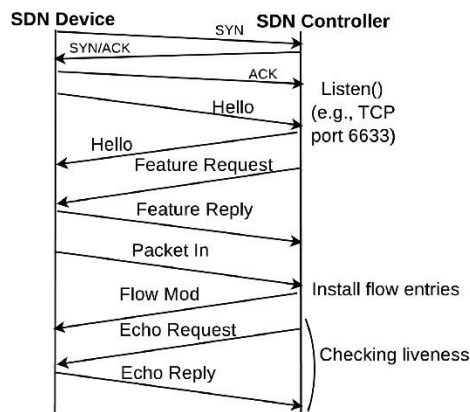 SDN Device
SDN Controller
SYN
SYN/ACK
ACK
Listen()
(e.g., TCP
port 6633)
Hello
Hello
Feature Request
Feature Reply
Packet In
Install flow entries
Flow Mod
Echo Request
Checking liveness
Echo Reply